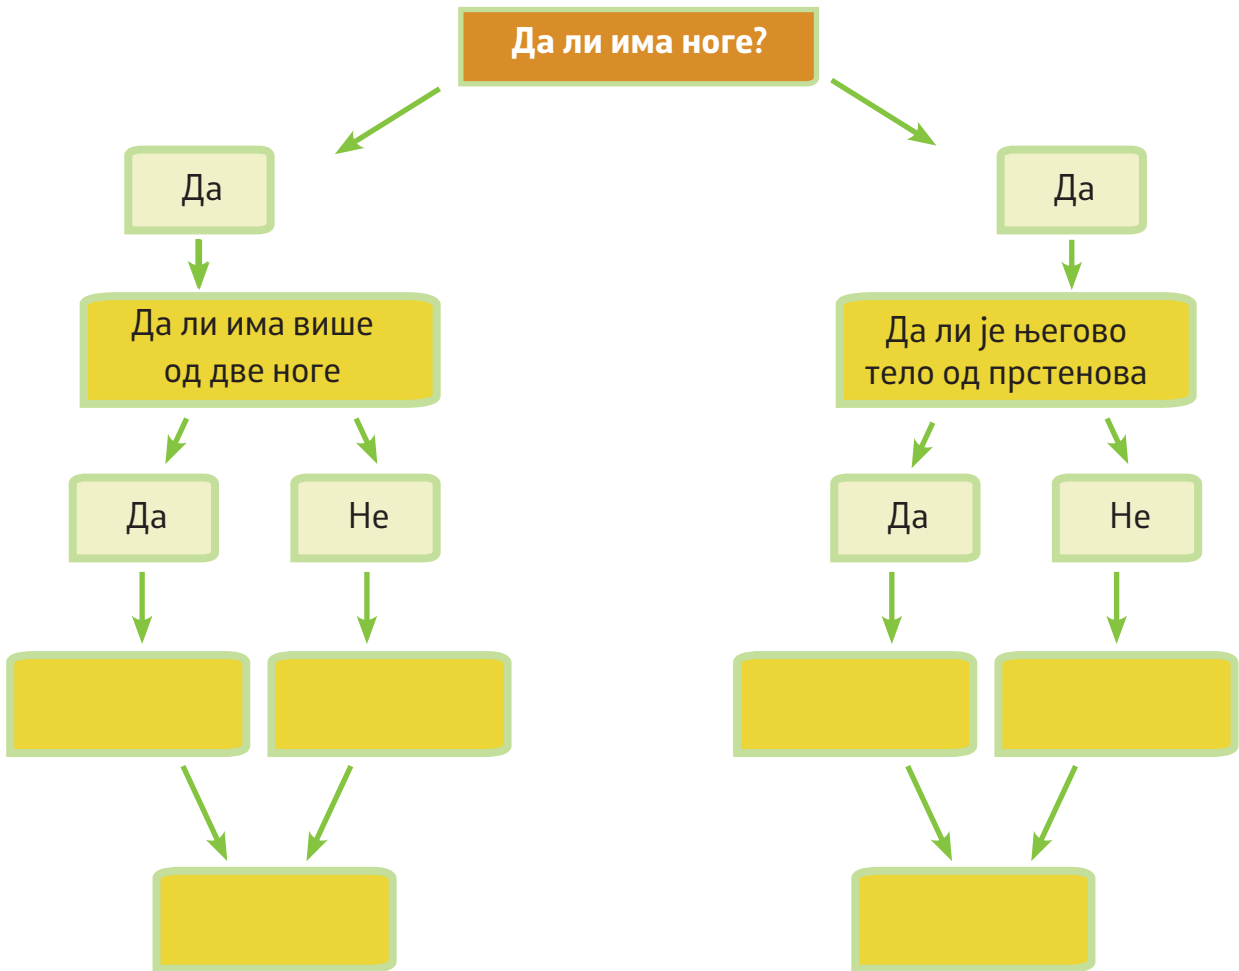 Да ли има ноге?
Да
Да
Да ли има више
од две ноге
Да ли је његово
тело од прстенова
Да
Не
Да
Не